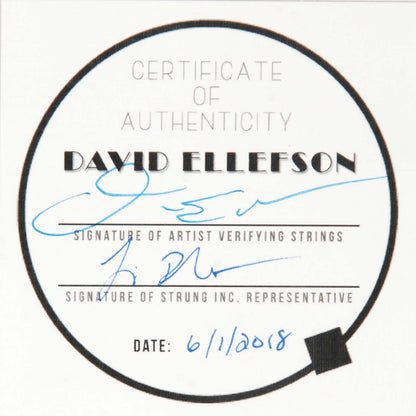 CERTIFICATE
OF
AUTHENTICITY
DAVID ELLEFSON
SIGNATURE OF ARTIST VERIFYING STRINGS
SIGNATURE OF STRUNG INC. REPRESENTATIVE
DATE: 6/1/2018